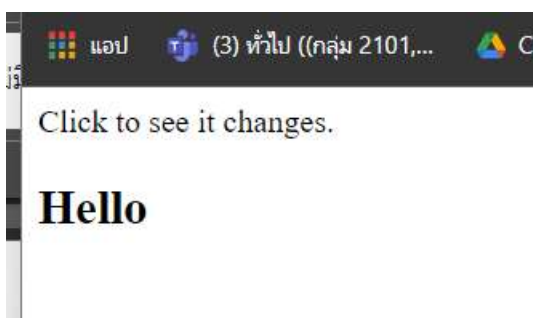 แอป
(3) ทั่วไป ((กลุ่ม 2101,...
Click to see it changes.
Hello